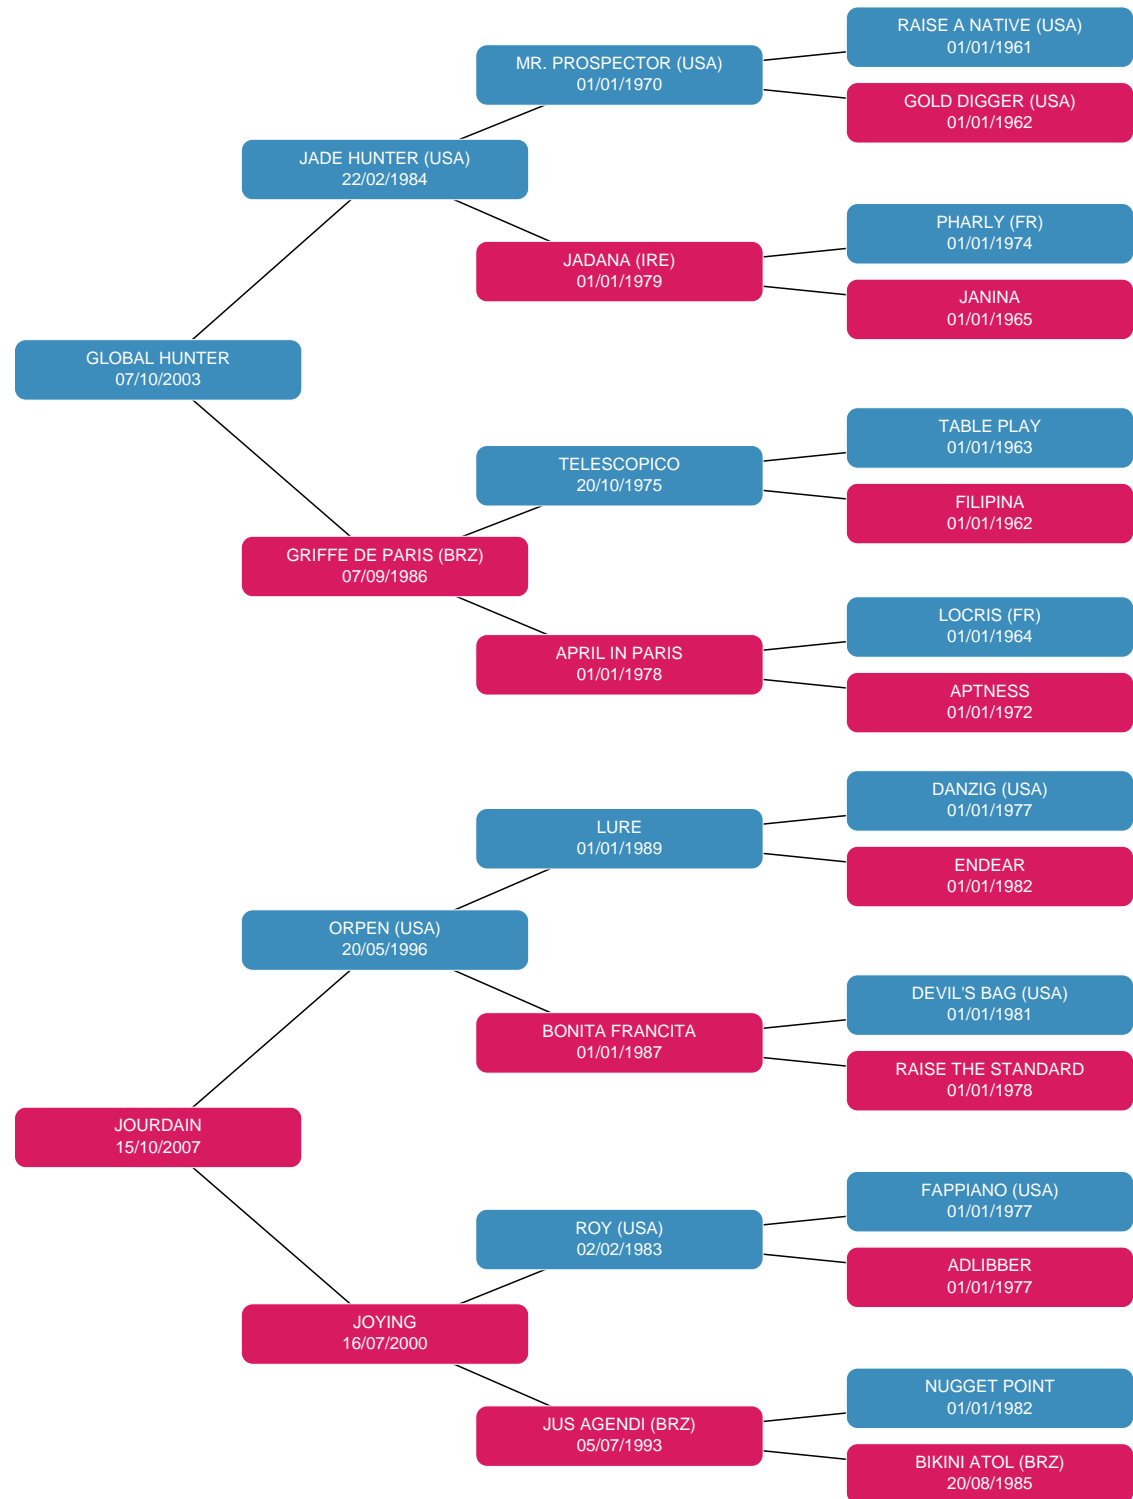 RAISE A NATIVE (USA)
01/01/1961
MR. PROSPECTOR (USA)
01/01/1970
GOLD DIGGER (USA)
01/01/1962
JADE HUNTER (USA)
22/02/1984
PHARLY (FR)
01/01/1974
JADANA (IRE)
01/01/1979
JANINA
01/01/1965
GLOBAL HUNTER
07/10/2003
TABLE PLAY
01/01/1963
TELESCOPICO
20/10/1975
FILIPINA
01/01/1962
GRIFFE DE PARIS (BRZ)
07/09/1986
LOCRIS (FR)
01/01/1964
APRIL IN PARIS
01/01/1978
APTNESS
01/01/1972
DANZIG (USA)
01/01/1977
LURE
01/01/1989
ENDEAR
01/01/1982
ORPEN (USA)
20/05/1996
DEVIL'S BAG (USA)
01/01/1981
BONITA FRANCITA
01/01/1987
RAISE THE STANDARD
01/01/1978
JOURDAIN
15/10/2007
FAPPIANO (USA)
01/01/1977
ROY (USA)
02/02/1983
ADLIBBER
01/01/1977
JOYING
16/07/2000
NUGGET POINT
01/01/1982
JUS AGENDI (BRZ)
05/07/1993
BIKINI ATOL (BRZ)
20/08/1985